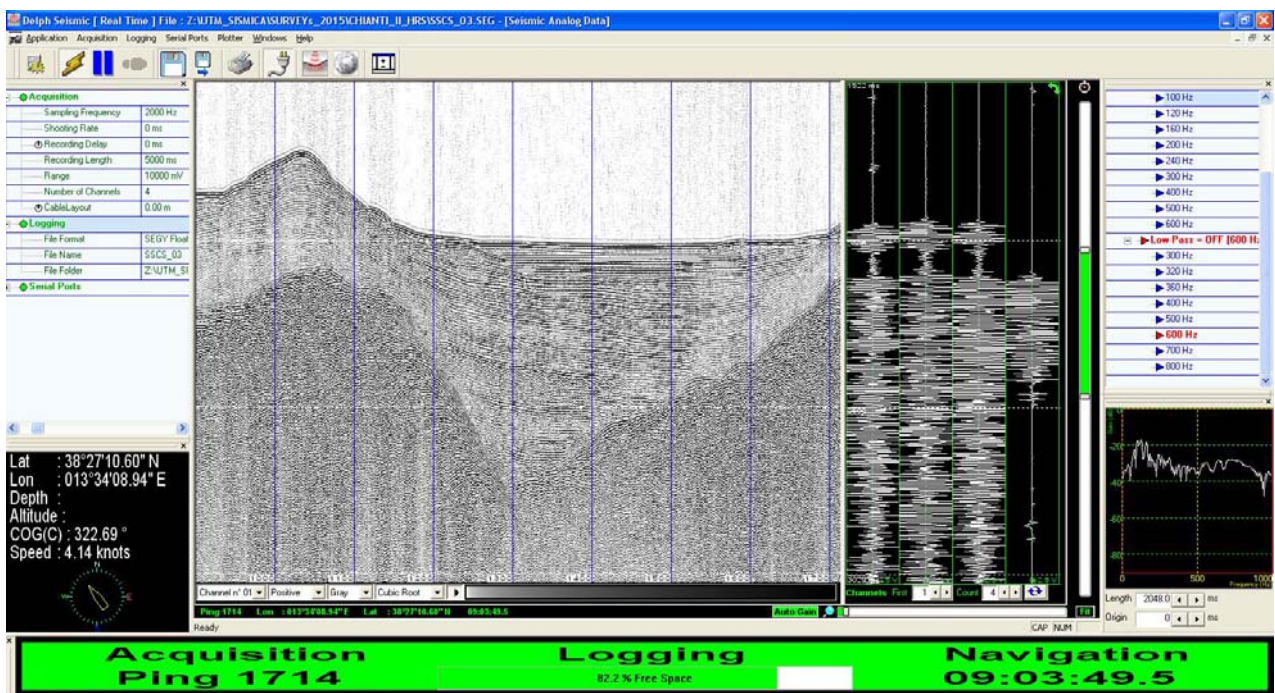 Delph Seismic [ Real Time ] File : Z:\UTM_SISMICA\SURVEYs_2015\CHIANTI_II_HRS\SSCS_03.SEG - [Seismic Analog Data]
Application Acquisition Logging Serial Ports Plotter Windows Help
Acquisition
Sampling Frequency 2000 Hz
Shooting Rate 0 ms
Recording Delay 0 ms
Recording Length 5000 ms
Range 10000 mV
Number of Channels 4
CableLayout 0.00 m
Logging
File Format SEGY Float
File Name SSCS_03
File Folder Z:\UTM_SI
Serial Ports
Lat : 38°27'10.60" N
Lon : 013°34'08.94" E
Depth :
Altitude :
COG(C) : 322.69 °
Speed : 4.14 knots
Channel n° 01 Positive Gray Cubic Root
Ping 1714 Lon : 013°34'08.94"E Lat : 38°27'10.60"N 09:03:49.5 Auto Gain
Ready
Channels First 1 Count 4
Fit
CAP NUM
100 Hz
120 Hz
160 Hz
200 Hz
240 Hz
300 Hz
400 Hz
500 Hz
600 Hz
Low Pass = OFF [600 Hz
300 Hz
320 Hz
360 Hz
400 Hz
500 Hz
600 Hz
700 Hz
800 Hz
-20
-40
-60
-80
0 500 1000
Frequency (Hz)
Length 2048.0 ms
Origin 0 ms
Acquisition Logging Navigation
Ping 1714 82.2 % Free Space 09:03:49.5